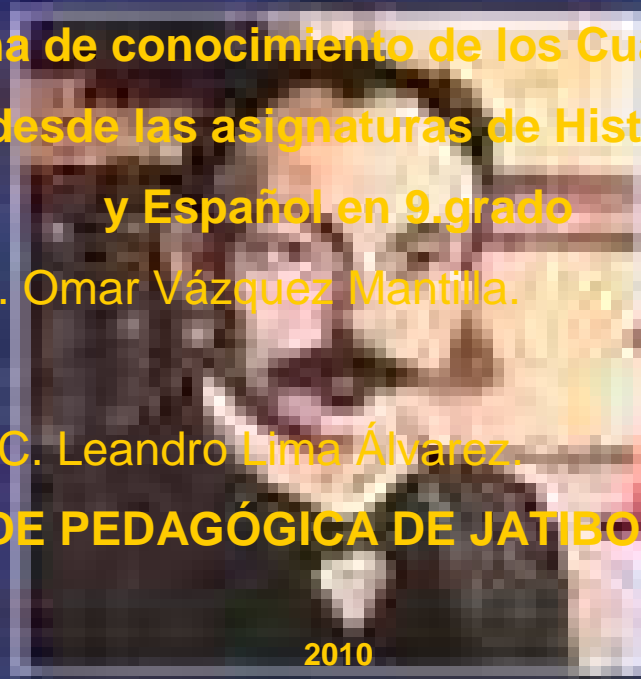 na de conocimiento de los Cua
desde las asignaturas de Hist
y Español en 9.grado
. Omar Vázquez Mantilla.
C. Leandro Lima Álvarez.
DE PEDAGÓGICA DE JATIBO
2010